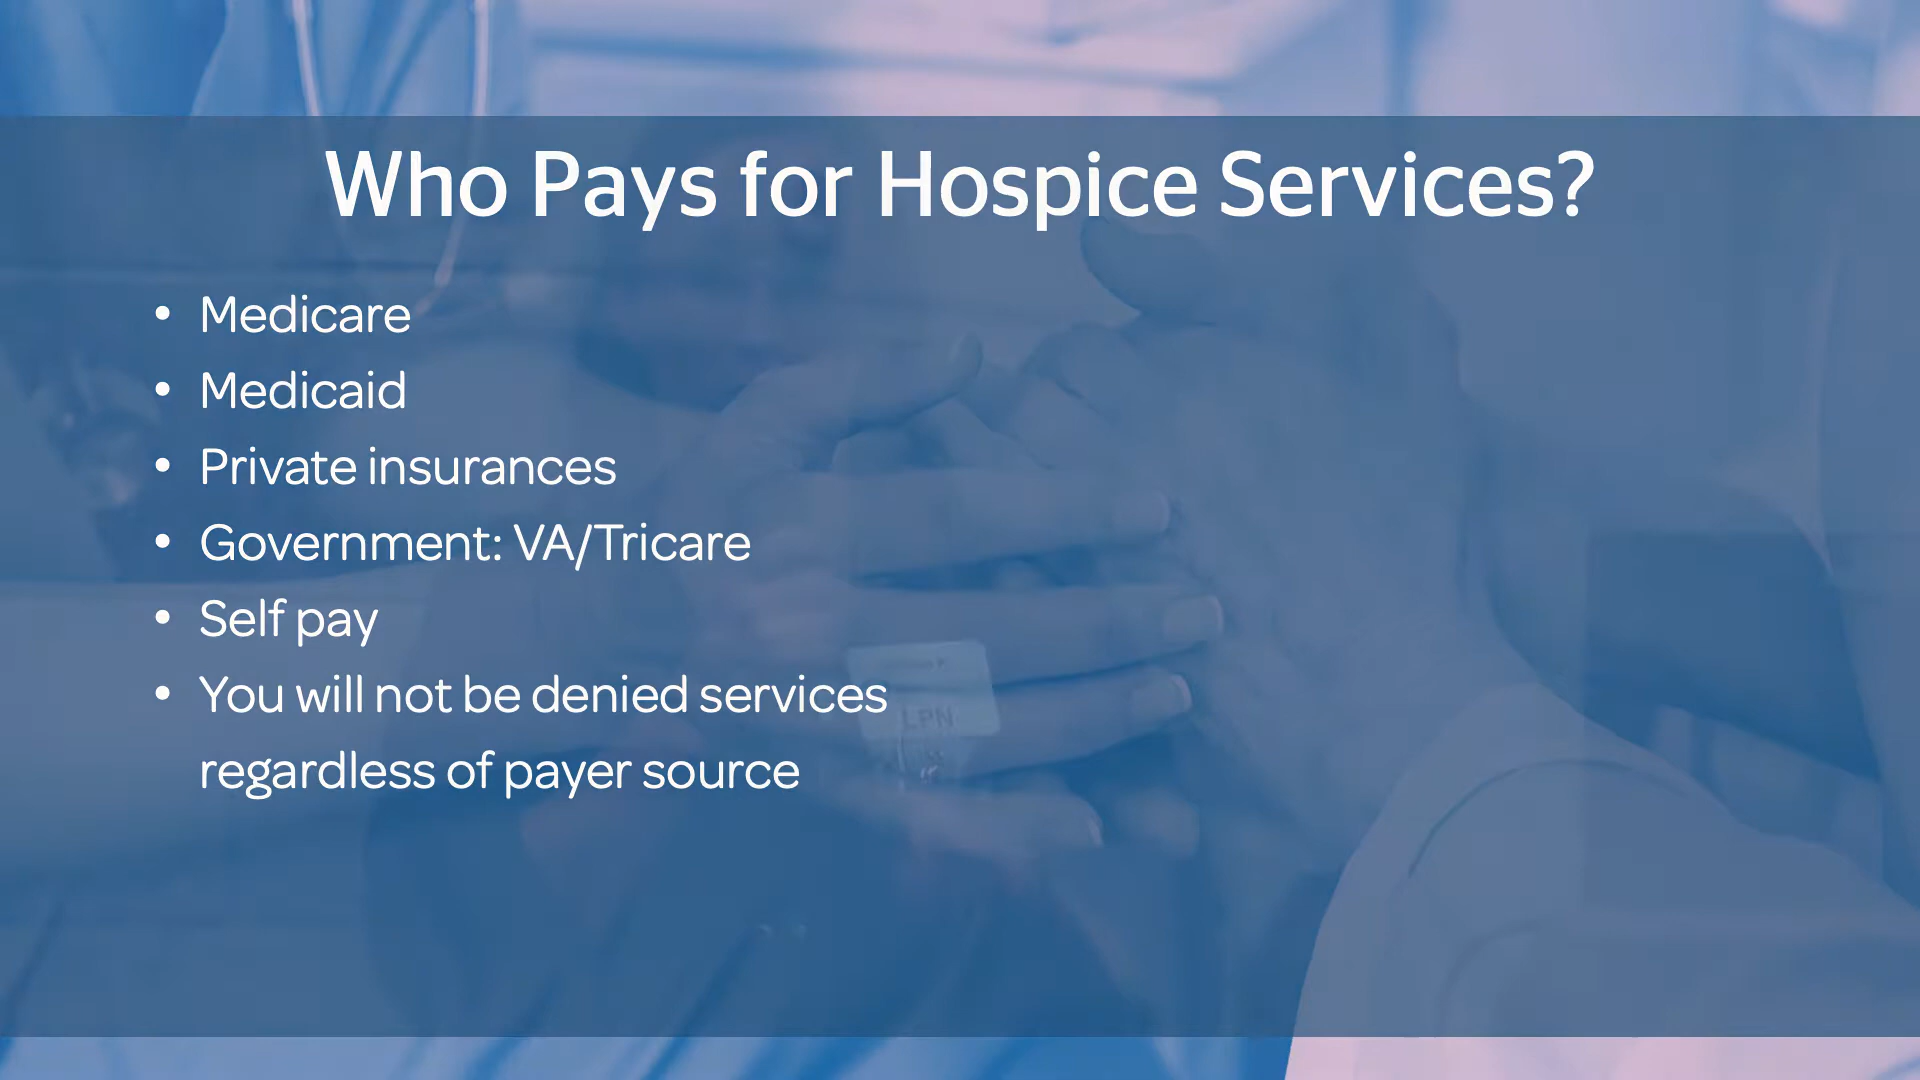 Who Pays for Hospice Services?
• Medicare
• Medicaid
• Private insurances
• Government: VA/Tricare
• Self pay
• You will not be denied services
regardless of payer source
LPN